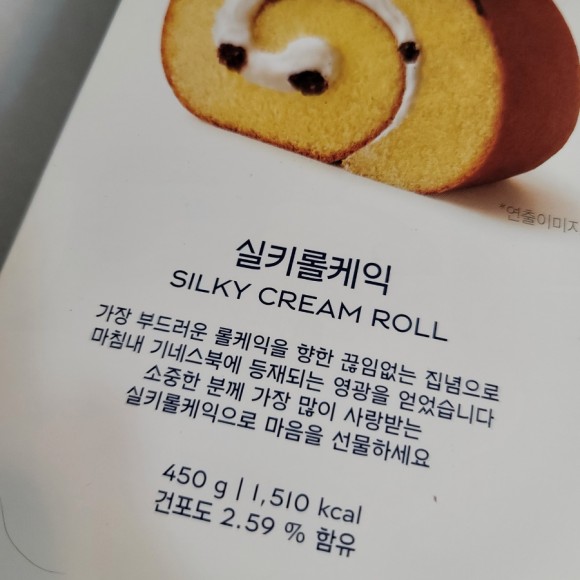 *연출이미지
실키롤케익
SILKY CREAM ROLL
가장 부드러운 롤케익을 향한 끊임없는 집념으로
마침내 기네스북에 등재되는 영광을 얻었습니다
소중한 분께 가장 많이 사랑받는
실키롤케익으로 마음을 선물하세요
450 g | 1,510 kcal
건포도 2.59 % 함유